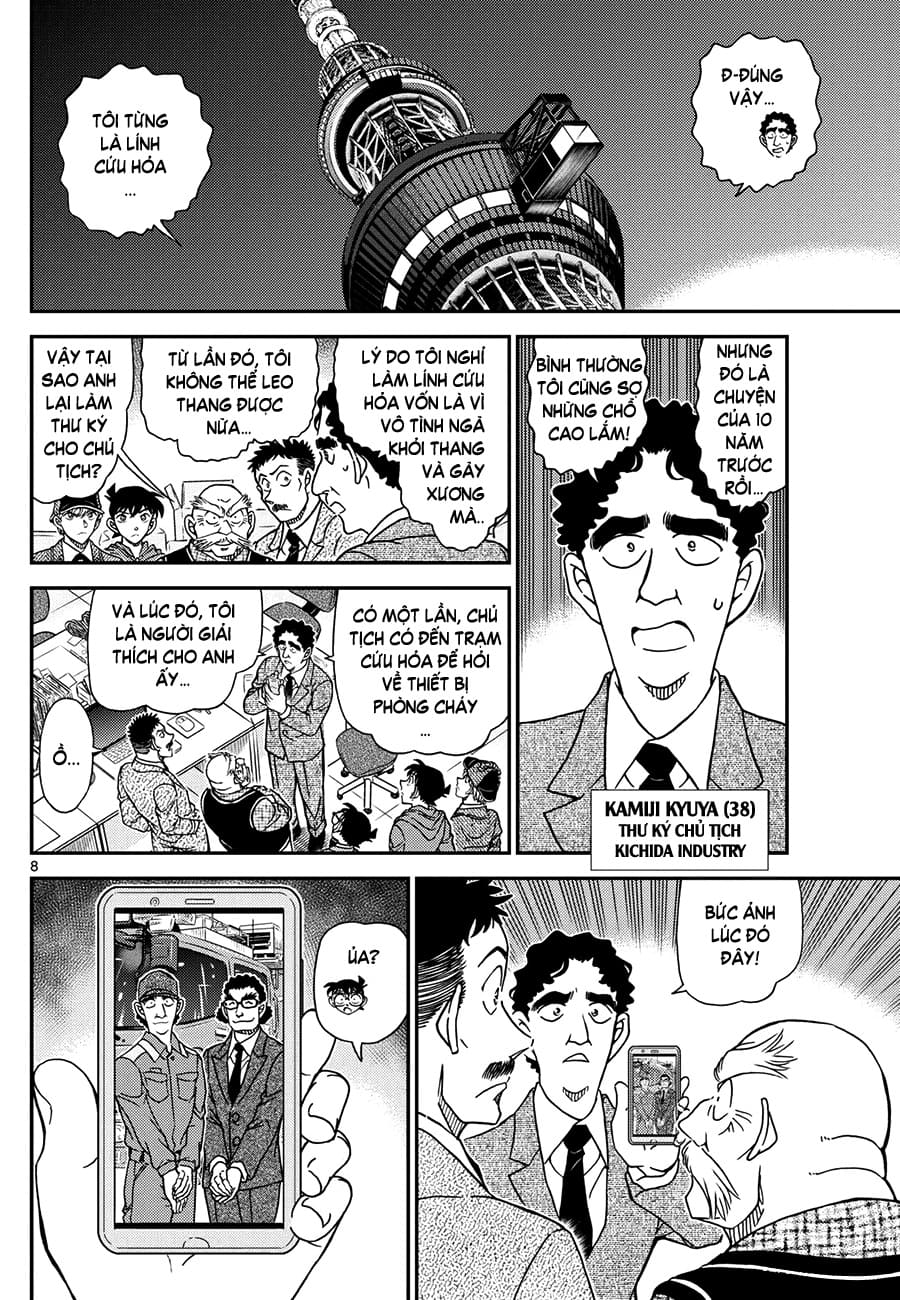 Đ-ĐÚNG
VẬY...
TÔI TỪNG
LÀ LÍNH
CỨU HỎA
...
NHƯNG
ĐÓ LÀ
CHUYỆN
CỦA 10
NĂM
TRƯỚC
RỒI...
BÌNH THƯỜNG
TÔI CŨNG SỢ
NHỮNG CHỖ
CAO LẮM!
KAMIJI KYUYA (38)
THƯ KÝ CHỦ TỊCH
KICHIDA INDUSTRY
LÝ DO TÔI NGHỈ
LÀM LÍNH CỨU
HỎA VỐN LÀ VÌ
VÔ TÌNH NGÃ
KHỎI THANG
VÀ GÃY
XƯƠNG
MÀ..
TỪ LẦN ĐÓ, TÔI
KHÔNG THỂ LEO
THANG ĐƯỢC
NỮA...
VẬY TẠI
SAO ANH
LẠI LÀM
THƯ KÝ
CHO CHỦ
TỊCH?
CÓ MỘT LẦN, CHỦ
TỊCH CÓ ĐẾN TRẠM
CỨU HỎA ĐỂ HỎI
VỀ THIẾT BỊ
PHÒNG CHÁY
...
VÀ LÚC ĐÓ, TÔI
LÀ NGƯỜI GIẢI
THÍCH CHO ANH
ẤY...
Ồ...
8
BỨC ẢNH
LÚC ĐÓ
ĐÂY!
ỦA?